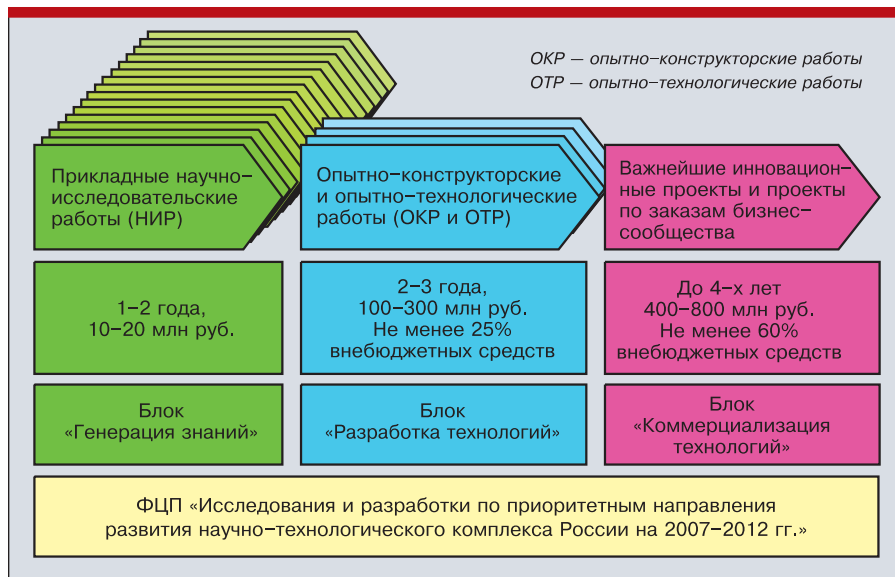 ОКР — опытно-конструкторские работы
ОТР — опытно-технологические работы
Прикладные научно-
исследовательские
работы (НИР)
Опытно-конструкторские
и опытно-технологические
работы (ОКР и ОТР)
Важнейшие инновацион-
ные проекты и проекты
по заказам бизнес-
сообщества
1–2 года,
10–20 млн руб.
2–3 года,
100–300 млн руб.
Не менее 25%
внебюджетных средств
До 4-х лет
400–800 млн руб.
Не менее 60%
внебюджетных средств
Блок
«Генерация знаний»
Блок
«Разработка технологий»
Блок
«Коммерциализация
технологий»
ФЦП «Исследования и разработки по приоритетным направления
развития научно-технологического комплекса России на 2007–2012 гг.»